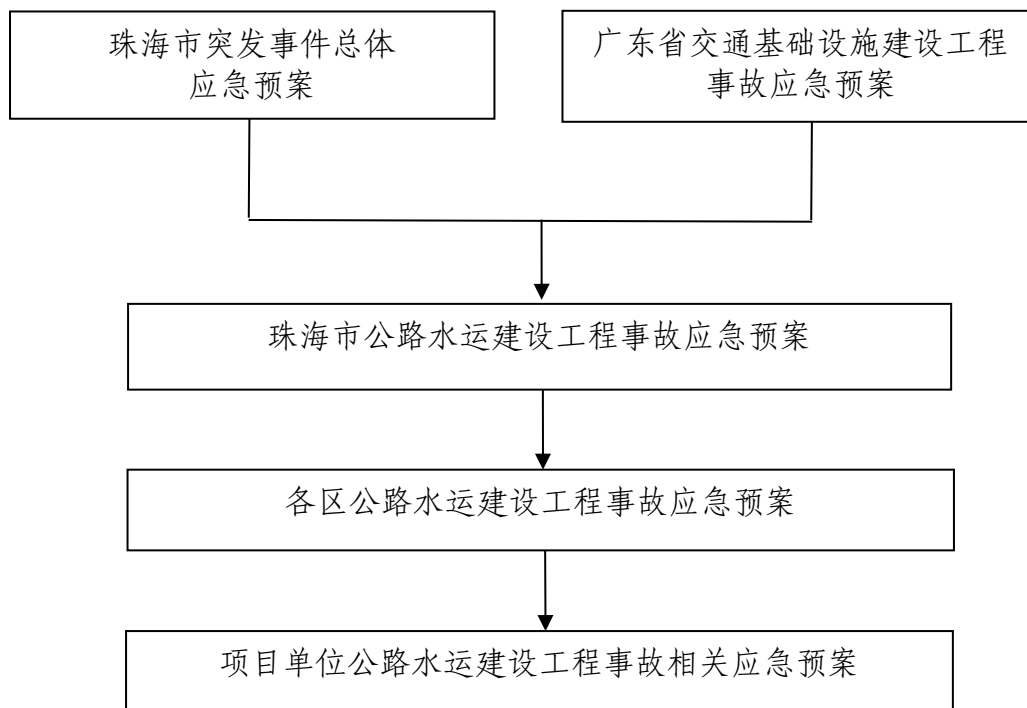 珠海市突发事件总体
应急预案
广东省交通基础设施建设工程
事故应急预案
珠海市公路水运建设工程事故应急预案
各区公路水运建设工程事故应急预案
项目单位公路水运建设工程事故相关应急预案